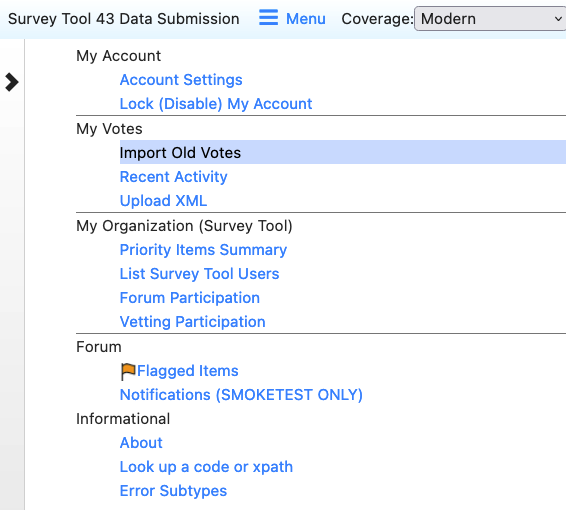 Survey Tool 43 Data Submission Menu Coverage: Modern
My Account
Account Settings
Lock (Disable) My Account
My Votes
Import Old Votes
Recent Activity
Upload XML
My Organization (Survey Tool)
Priority Items Summary
List Survey Tool Users
Forum Participation
Vetting Participation
Forum
Flagged Items
Notifications (SMOKETEST ONLY)
Informational
About
Look up a code or xpath
Error Subtypes